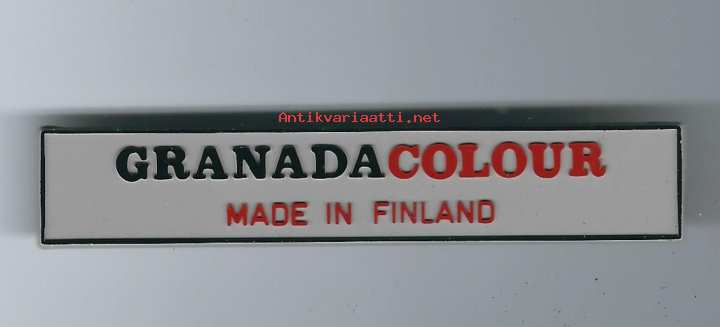 Antikvariaatti.net
GRANADACOLOUR
MADE IN FINLAND